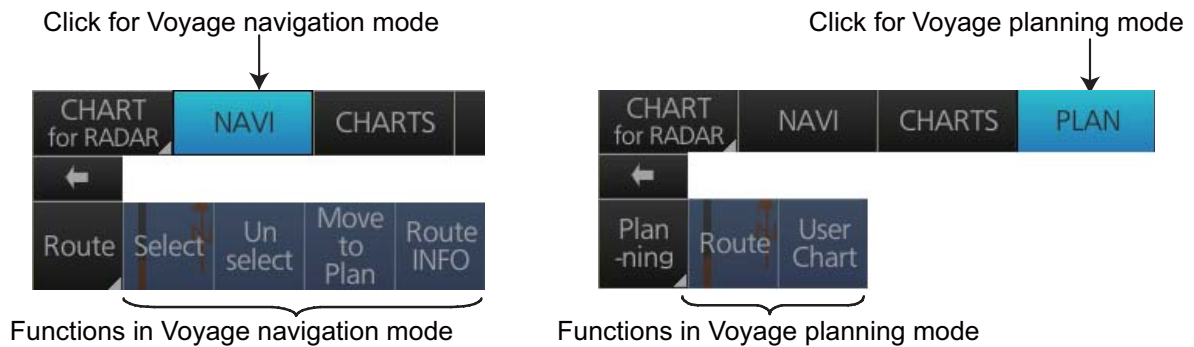 Click for Voyage navigation mode
CHART
for RADAR
NAVI
CHARTS
Route
Select
Un
select
Move
to
Plan
Route
INFO
Functions in Voyage navigation mode
Click for Voyage planning mode
CHART
for RADAR
NAVI
CHARTS
PLAN
Plan
-ning
Route
User
Chart
Functions in Voyage planning mode